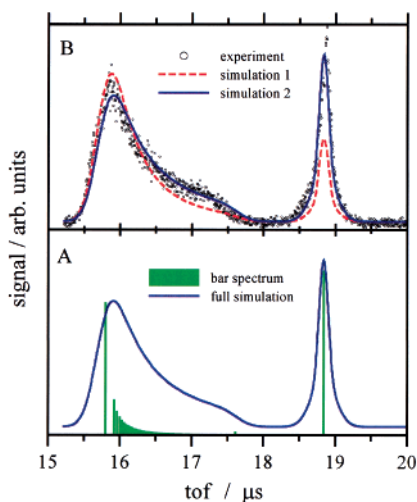 B
experiment
simulation 1
simulation 2
signal / arb. units
A
bar spectrum
full simulation
15 16 17 18 19 20
tof / μs